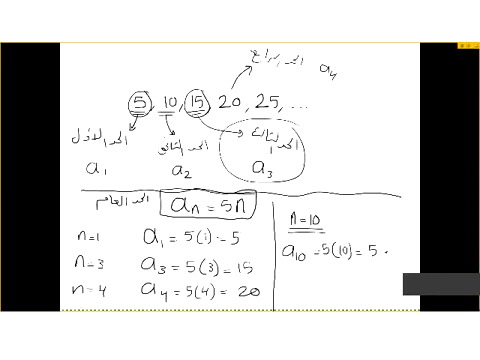 الحد الرابع a₄
5, 10, 15, 20, 25, ...
الحد الأول الحد الثاني الحد الثالث
a₁ a₂ a₃
الحد العام aₙ = 5n
n=1 a₁ = 5(1) = 5
n=3 a₃ = 5(3) = 15
n=4 a₄ = 5(4) = 20
n=10
a₁₀ = 5(10) = 5